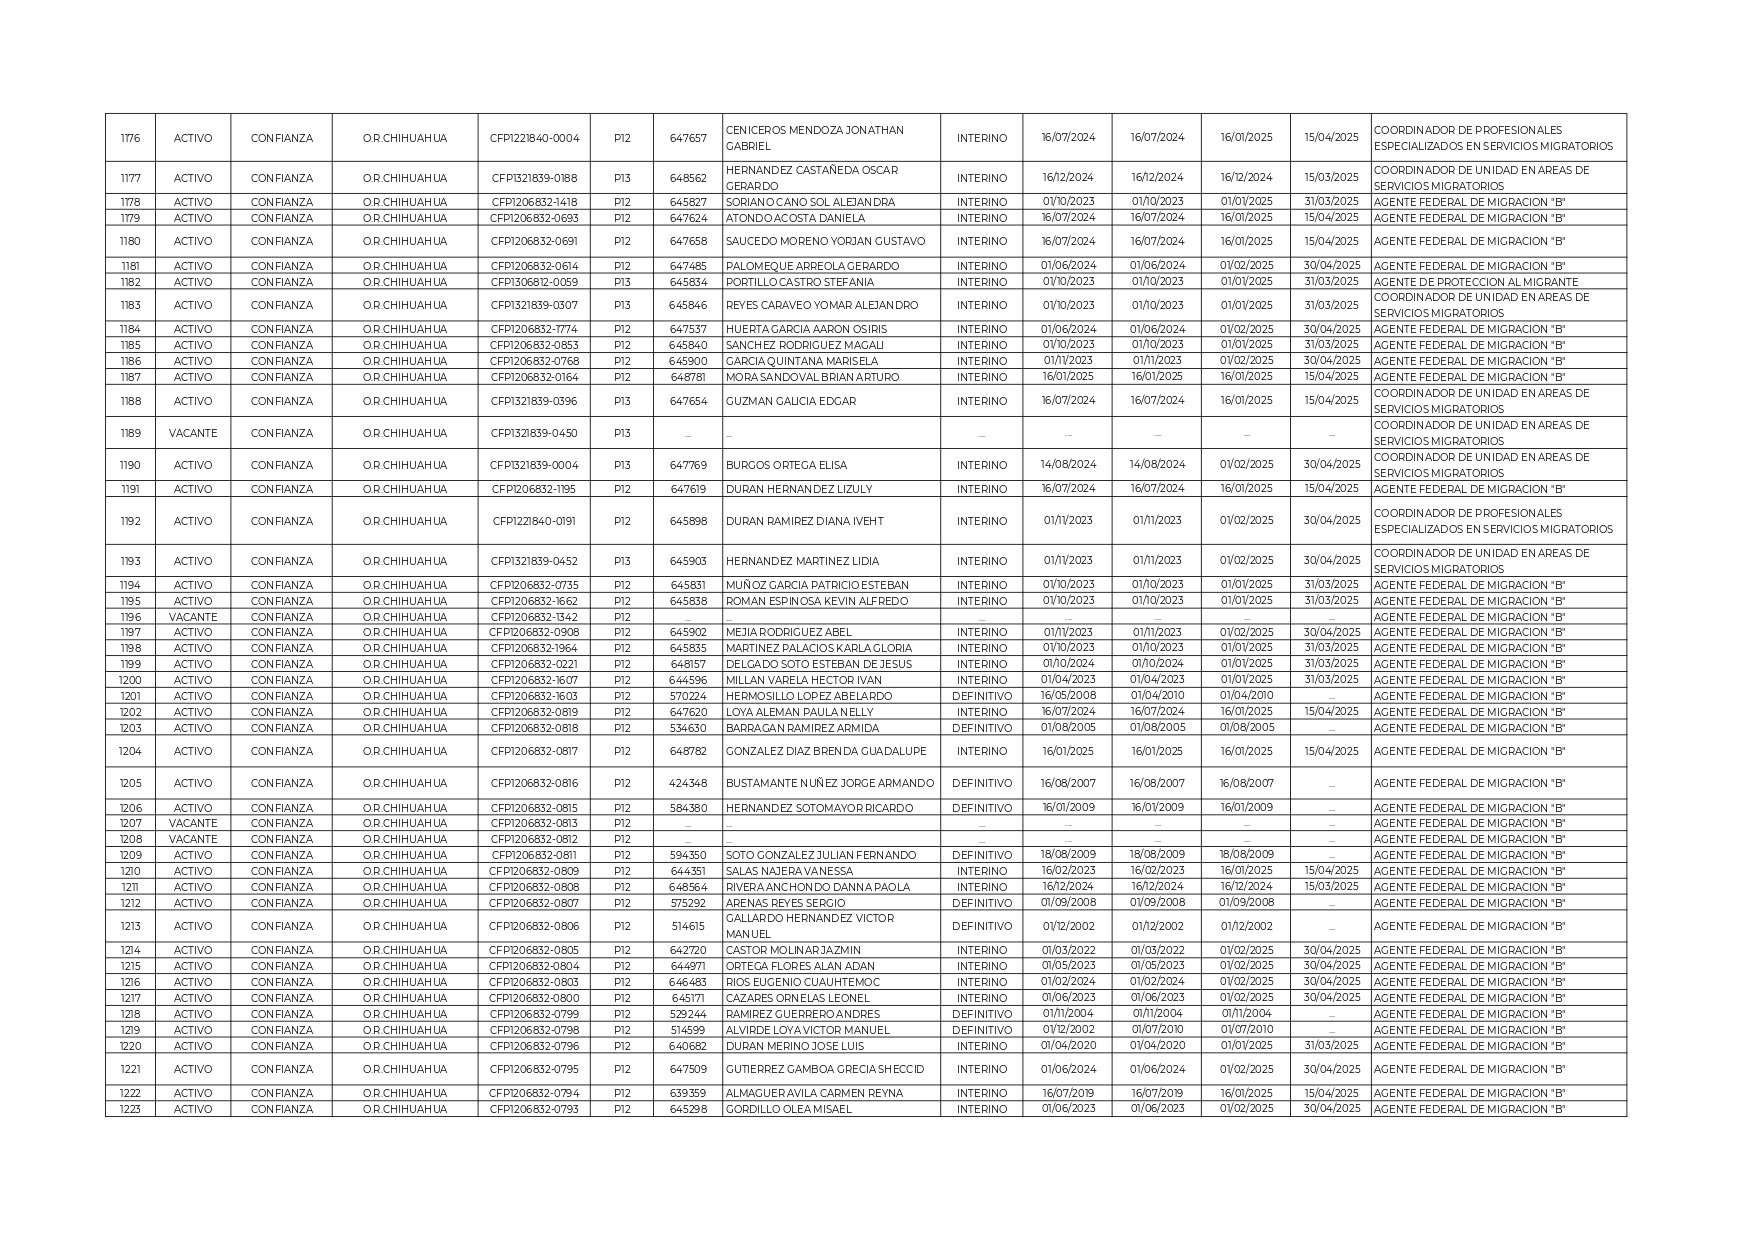 1176 ACTIVO CONFIANZA O.R.CHIHUAHUA CFP1221840-0004 P12 647657 CENICEROS MENDOZA JONATHAN GABRIEL INTERINO 16/07/2024 16/07/2024 16/01/2025 15/04/2025 COORDINADOR DE PROFESIONALES ESPECIALIZADOS EN SERVICIOS MIGRATORIOS
1177 ACTIVO CONFIANZA O.R.CHIHUAHUA CFP1321839-0188 P13 648562 HERNANDEZ CASTAÑEDA OSCAR GERARDO INTERINO 16/12/2024 16/12/2024 16/12/2024 15/03/2025 COORDINADOR DE UNIDAD EN AREAS DE SERVICIOS MIGRATORIOS
1178 ACTIVO CONFIANZA O.R.CHIHUAHUA CFP1206832-1418 P12 645827 SORIANO CANO SOL ALEJANDRA INTERINO 01/10/2023 01/10/2023 01/01/2025 31/03/2025 AGENTE FEDERAL DE MIGRACION "B"
1179 ACTIVO CONFIANZA O.R.CHIHUAHUA CFP1206832-0693 P12 647624 ATONDO ACOSTA DANIELA INTERINO 16/07/2024 16/07/2024 16/01/2025 15/04/2025 AGENTE FEDERAL DE MIGRACION "B"
1180 ACTIVO CONFIANZA O.R.CHIHUAHUA CFP1206832-0691 P12 647658 SAUCEDO MORENO YORJAN GUSTAVO INTERINO 16/07/2024 16/07/2024 16/01/2025 15/04/2025 AGENTE FEDERAL DE MIGRACION "B"
1181 ACTIVO CONFIANZA O.R.CHIHUAHUA CFP1206832-0614 P12 647485 PALOMEQUE ARREOLA GERARDO INTERINO 01/06/2024 01/06/2024 01/02/2025 30/04/2025 AGENTE FEDERAL DE MIGRACION "B"
1182 ACTIVO CONFIANZA O.R.CHIHUAHUA CFP1306812-0059 P13 645834 PORTILLO CASTRO STEFANIA INTERINO 01/10/2023 01/10/2023 01/01/2025 31/03/2025 AGENTE DE PROTECCION AL MIGRANTE
1183 ACTIVO CONFIANZA O.R.CHIHUAHUA CFP1321839-0307 P13 645846 REYES CARAVEO YOMAR ALEJANDRO INTERINO 01/10/2023 01/10/2023 01/01/2025 31/03/2025 COORDINADOR DE UNIDAD EN AREAS DE SERVICIOS MIGRATORIOS
1184 ACTIVO CONFIANZA O.R.CHIHUAHUA CFP1206832-1774 P12 647537 HUERTA GARCIA AARON OSIRIS INTERINO 01/06/2024 01/06/2024 01/02/2025 30/04/2025 AGENTE FEDERAL DE MIGRACION "B"
1185 ACTIVO CONFIANZA O.R.CHIHUAHUA CFP1206832-0853 P12 645840 SANCHEZ RODRIGUEZ MAGALI INTERINO 01/10/2023 01/10/2023 01/01/2025 31/03/2025 AGENTE FEDERAL DE MIGRACION "B"
1186 ACTIVO CONFIANZA O.R.CHIHUAHUA CFP1206832-0768 P12 645900 GARCIA QUINTANA MARISELA INTERINO 01/11/2023 01/11/2023 01/02/2025 30/04/2025 AGENTE FEDERAL DE MIGRACION "B"
1187 ACTIVO CONFIANZA O.R.CHIHUAHUA CFP1206832-0164 P12 648781 MORA SANDOVAL BRIAN ARTURO INTERINO 16/01/2025 16/01/2025 16/01/2025 15/04/2025 AGENTE FEDERAL DE MIGRACION "B"
1188 ACTIVO CONFIANZA O.R.CHIHUAHUA CFP1321839-0396 P13 647654 GUZMAN GALICIA EDGAR INTERINO 16/07/2024 16/07/2024 16/01/2025 15/04/2025 COORDINADOR DE UNIDAD EN AREAS DE SERVICIOS MIGRATORIOS
1189 VACANTE CONFIANZA O.R.CHIHUAHUA CFP1321839-0450 P13 ... ... ... ... ... ... ... COORDINADOR DE UNIDAD EN AREAS DE SERVICIOS MIGRATORIOS
1190 ACTIVO CONFIANZA O.R.CHIHUAHUA CFP1321839-0004 P13 647769 BURGOS ORTEGA ELISA INTERINO 14/08/2024 14/08/2024 01/02/2025 30/04/2025 COORDINADOR DE UNIDAD EN AREAS DE SERVICIOS MIGRATORIOS
1191 ACTIVO CONFIANZA O.R.CHIHUAHUA CFP1206832-1195 P12 647619 DURAN HERNANDEZ LIZULY INTERINO 16/07/2024 16/07/2024 16/01/2025 15/04/2025 AGENTE FEDERAL DE MIGRACION "B"
1192 ACTIVO CONFIANZA O.R.CHIHUAHUA CFP1221840-0191 P12 645898 DURAN RAMIREZ DIANA IVEHT INTERINO 01/11/2023 01/11/2023 01/02/2025 30/04/2025 COORDINADOR DE PROFESIONALES ESPECIALIZADOS EN SERVICIOS MIGRATORIOS
1193 ACTIVO CONFIANZA O.R.CHIHUAHUA CFP1321839-0452 P13 645903 HERNANDEZ MARTINEZ LIDIA INTERINO 01/11/2023 01/11/2023 01/02/2025 30/04/2025 COORDINADOR DE UNIDAD EN AREAS DE SERVICIOS MIGRATORIOS
1194 ACTIVO CONFIANZA O.R.CHIHUAHUA CFP1206832-0735 P12 645831 MUÑOZ GARCIA PATRICIO ESTEBAN INTERINO 01/10/2023 01/10/2023 01/01/2025 31/03/2025 AGENTE FEDERAL DE MIGRACION "B"
1195 ACTIVO CONFIANZA O.R.CHIHUAHUA CFP1206832-1662 P12 645838 ROMAN ESPINOSA KEVIN ALFREDO INTERINO 01/10/2023 01/10/2023 01/01/2025 31/03/2025 AGENTE FEDERAL DE MIGRACION "B"
1196 VACANTE CONFIANZA O.R.CHIHUAHUA CFP1206832-1342 P12 ... ... ... ... ... ... ... AGENTE FEDERAL DE MIGRACION "B"
1197 ACTIVO CONFIANZA O.R.CHIHUAHUA CFP1206832-0908 P12 645902 MEJIA RODRIGUEZ ABEL INTERINO 01/11/2023 01/11/2023 01/02/2025 30/04/2025 AGENTE FEDERAL DE MIGRACION "B"
1198 ACTIVO CONFIANZA O.R.CHIHUAHUA CFP1206832-1964 P12 645835 MARTINEZ PALACIOS KARLA GLORIA INTERINO 01/10/2023 01/10/2023 01/01/2025 31/03/2025 AGENTE FEDERAL DE MIGRACION "B"
1199 ACTIVO CONFIANZA O.R.CHIHUAHUA CFP1206832-0221 P12 648157 DELGADO SOTO ESTEBAN DE JESUS INTERINO 01/10/2024 01/10/2024 01/01/2025 31/03/2025 AGENTE FEDERAL DE MIGRACION "B"
1200 ACTIVO CONFIANZA O.R.CHIHUAHUA CFP1206832-1607 P12 644596 MILLAN VARELA HECTOR IVAN INTERINO 01/04/2023 01/04/2023 01/01/2025 31/03/2025 AGENTE FEDERAL DE MIGRACION "B"
1201 ACTIVO CONFIANZA O.R.CHIHUAHUA CFP1206832-1603 P12 570224 HERMOSILLO LOPEZ ABELARDO DEFINITIVO 16/05/2008 01/04/2010 01/04/2010 ... AGENTE FEDERAL DE MIGRACION "B"
1202 ACTIVO CONFIANZA O.R.CHIHUAHUA CFP1206832-0819 P12 647620 LOYA ALEMAN PAULA NELLY INTERINO 16/07/2024 16/07/2024 16/01/2025 15/04/2025 AGENTE FEDERAL DE MIGRACION "B"
1203 ACTIVO CONFIANZA O.R.CHIHUAHUA CFP1206832-0818 P12 534630 BARRAGAN RAMIREZ ARMIDA DEFINITIVO 01/08/2005 01/08/2005 01/08/2005 ... AGENTE FEDERAL DE MIGRACION "B"
1204 ACTIVO CONFIANZA O.R.CHIHUAHUA CFP1206832-0817 P12 648782 GONZALEZ DIAZ BRENDA GUADALUPE INTERINO 16/01/2025 16/01/2025 16/01/2025 15/04/2025 AGENTE FEDERAL DE MIGRACION "B"
1205 ACTIVO CONFIANZA O.R.CHIHUAHUA CFP1206832-0816 P12 424348 BUSTAMANTE NUÑEZ JORGE ARMANDO DEFINITIVO 16/08/2007 16/08/2007 16/08/2007 ... AGENTE FEDERAL DE MIGRACION "B"
1206 ACTIVO CONFIANZA O.R.CHIHUAHUA CFP1206832-0815 P12 584380 HERNANDEZ SOTOMAYOR RICARDO DEFINITIVO 16/01/2009 16/01/2009 16/01/2009 ... AGENTE FEDERAL DE MIGRACION "B"
1207 VACANTE CONFIANZA O.R.CHIHUAHUA CFP1206832-0813 P12 ... ... ... ... ... ... ... AGENTE FEDERAL DE MIGRACION "B"
1208 VACANTE CONFIANZA O.R.CHIHUAHUA CFP1206832-0812 P12 ... ... ... ... ... ... ... AGENTE FEDERAL DE MIGRACION "B"
1209 ACTIVO CONFIANZA O.R.CHIHUAHUA CFP1206832-0811 P12 594350 SOTO GONZALEZ JULIAN FERNANDO DEFINITIVO 18/08/2009 18/08/2009 18/08/2009 ... AGENTE FEDERAL DE MIGRACION "B"
1210 ACTIVO CONFIANZA O.R.CHIHUAHUA CFP1206832-0809 P12 644351 SALAS NAJERA VANESSA INTERINO 16/02/2023 16/02/2023 16/01/2025 15/04/2025 AGENTE FEDERAL DE MIGRACION "B"
1211 ACTIVO CONFIANZA O.R.CHIHUAHUA CFP1206832-0808 P12 648564 RIVERA ANCHONDO DANNA PAOLA INTERINO 16/12/2024 16/12/2024 16/12/2024 15/03/2025 AGENTE FEDERAL DE MIGRACION "B"
1212 ACTIVO CONFIANZA O.R.CHIHUAHUA CFP1206832-0807 P12 575292 ARENAS REYES SERGIO DEFINITIVO 01/09/2008 01/09/2008 01/09/2008 ... AGENTE FEDERAL DE MIGRACION "B"
1213 ACTIVO CONFIANZA O.R.CHIHUAHUA CFP1206832-0806 P12 514615 GALLARDO HERNANDEZ VICTOR MANUEL DEFINITIVO 01/12/2002 01/12/2002 01/12/2002 ... AGENTE FEDERAL DE MIGRACION "B"
1214 ACTIVO CONFIANZA O.R.CHIHUAHUA CFP1206832-0805 P12 642720 CASTOR MOLINAR JAZMIN INTERINO 01/03/2022 01/03/2022 01/02/2025 30/04/2025 AGENTE FEDERAL DE MIGRACION "B"
1215 ACTIVO CONFIANZA O.R.CHIHUAHUA CFP1206832-0804 P12 644971 ORTEGA FLORES ALAN ADAN INTERINO 01/05/2023 01/05/2023 01/02/2025 30/04/2025 AGENTE FEDERAL DE MIGRACION "B"
1216 ACTIVO CONFIANZA O.R.CHIHUAHUA CFP1206832-0803 P12 646483 RIOS EUGENIO CUAUHTEMOC INTERINO 01/02/2024 01/02/2024 01/02/2025 30/04/2025 AGENTE FEDERAL DE MIGRACION "B"
1217 ACTIVO CONFIANZA O.R.CHIHUAHUA CFP1206832-0800 P12 645171 CAZARES ORNELAS LEONEL INTERINO 01/06/2023 01/06/2023 01/02/2025 30/04/2025 AGENTE FEDERAL DE MIGRACION "B"
1218 ACTIVO CONFIANZA O.R.CHIHUAHUA CFP1206832-0799 P12 529244 RAMIREZ GUERRERO ANDRES DEFINITIVO 01/11/2004 01/11/2004 01/11/2004 ... AGENTE FEDERAL DE MIGRACION "B"
1219 ACTIVO CONFIANZA O.R.CHIHUAHUA CFP1206832-0798 P12 514599 ALVIRDE LOYA VICTOR MANUEL DEFINITIVO 01/12/2002 01/07/2010 01/07/2010 ... AGENTE FEDERAL DE MIGRACION "B"
1220 ACTIVO CONFIANZA O.R.CHIHUAHUA CFP1206832-0796 P12 640682 DURAN MERINO JOSE LUIS INTERINO 01/04/2020 01/04/2020 01/01/2025 31/03/2025 AGENTE FEDERAL DE MIGRACION "B"
1221 ACTIVO CONFIANZA O.R.CHIHUAHUA CFP1206832-0795 P12 647509 GUTIERREZ GAMBOA GRECIA SHECCID INTERINO 01/06/2024 01/06/2024 01/02/2025 30/04/2025 AGENTE FEDERAL DE MIGRACION "B"
1222 ACTIVO CONFIANZA O.R.CHIHUAHUA CFP1206832-0794 P12 639359 ALMAGUER AVILA CARMEN REYNA INTERINO 16/07/2019 16/07/2019 16/01/2025 15/04/2025 AGENTE FEDERAL DE MIGRACION "B"
1223 ACTIVO CONFIANZA O.R.CHIHUAHUA CFP1206832-0793 P12 645298 GORDILLO OLEA MISAEL INTERINO 01/06/2023 01/06/2023 01/02/2025 30/04/2025 AGENTE FEDERAL DE MIGRACION "B"